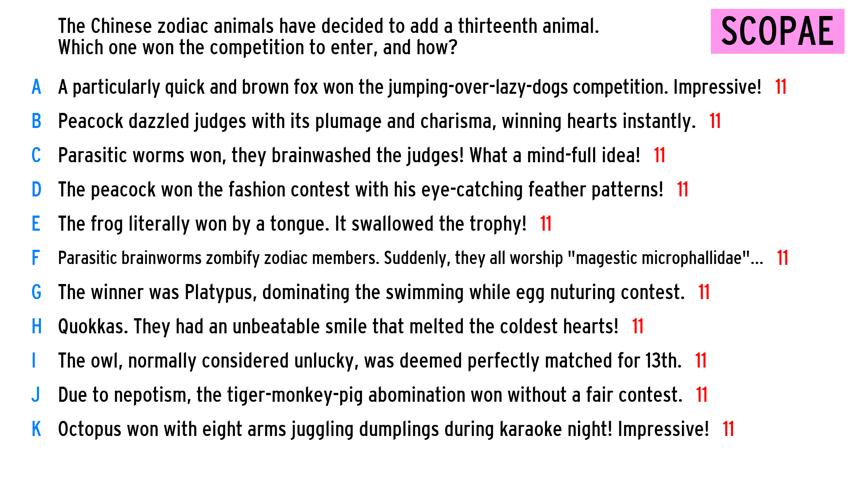 The Chinese zodiac animals have decided to add a thirteenth animal.
Which one won the competition to enter, and how?
SCOPAE
A A particularly quick and brown fox won the jumping-over-lazy-dogs competition. Impressive! 11
B Peacock dazzled judges with its plumage and charisma, winning hearts instantly. 11
C Parasitic worms won, they brainwashed the judges! What a mind-full idea! 11
D The peacock won the fashion contest with his eye-catching feather patterns! 11
E The frog literally won by a tongue. It swallowed the trophy! 11
F Parasitic brainworms zombify zodiac members. Suddenly, they all worship "magestic microphallidae"... 11
G The winner was Platypus, dominating the swimming while egg nuturing contest. 11
H Quokkas. They had an unbeatable smile that melted the coldest hearts! 11
I The owl, normally considered unlucky, was deemed perfectly matched for 13th. 11
J Due to nepotism, the tiger-monkey-pig abomination won without a fair contest. 11
K Octopus won with eight arms juggling dumplings during karaoke night! Impressive! 11